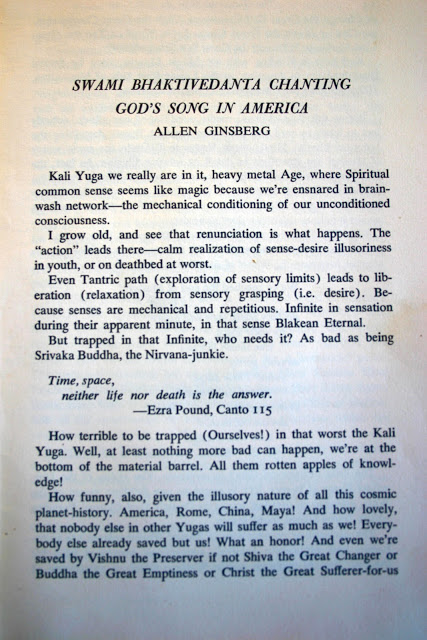 SWAMI BHAKTIVEDANTA CHANTING
GOD'S SONG IN AMERICA
ALLEN GINSBERG
Kali Yuga we really are in it, heavy metal Age, where Spiritual
common sense seems like magic because we're ensnared in brain-
wash network—the mechanical conditioning of our unconditioned
consciousness.
I grow old, and see that renunciation is what happens. The
“action” leads there—calm realization of sense-desire illusoriness
in youth, or on deathbed at worst.
Even Tantric path (exploration of sensory limits) leads to lib-
eration (relaxation) from sensory grasping (i.e. desire). Be-
cause senses are mechanical and repetitious. Infinite in sensation
during their apparent minute, in that sense Blakean Eternal.
But trapped in that Infinite, who needs it? As bad as being
Srivaka Buddha, the Nirvana-junkie.
Time, space,
neither life nor death is the answer.
—Ezra Pound, Canto 115
How terrible to be trapped (Ourselves!) in that worst the Kali
Yuga. Well, at least nothing more bad can happen, we're at the
bottom of the material barrel. All them rotten apples of knowl-
edge!
How funny, also, given the illusory nature of all this cosmic
planet-history. America, Rome, China, Maya! And how lovely,
that nobody else in other Yugas will suffer as much as we! Every-
body else already saved but us! What an honor! And even we're
saved by Vishnu the Preserver if not Shiva the Great Changer or
Buddha the Great Emptiness or Christ the Great Sufferer-for-us